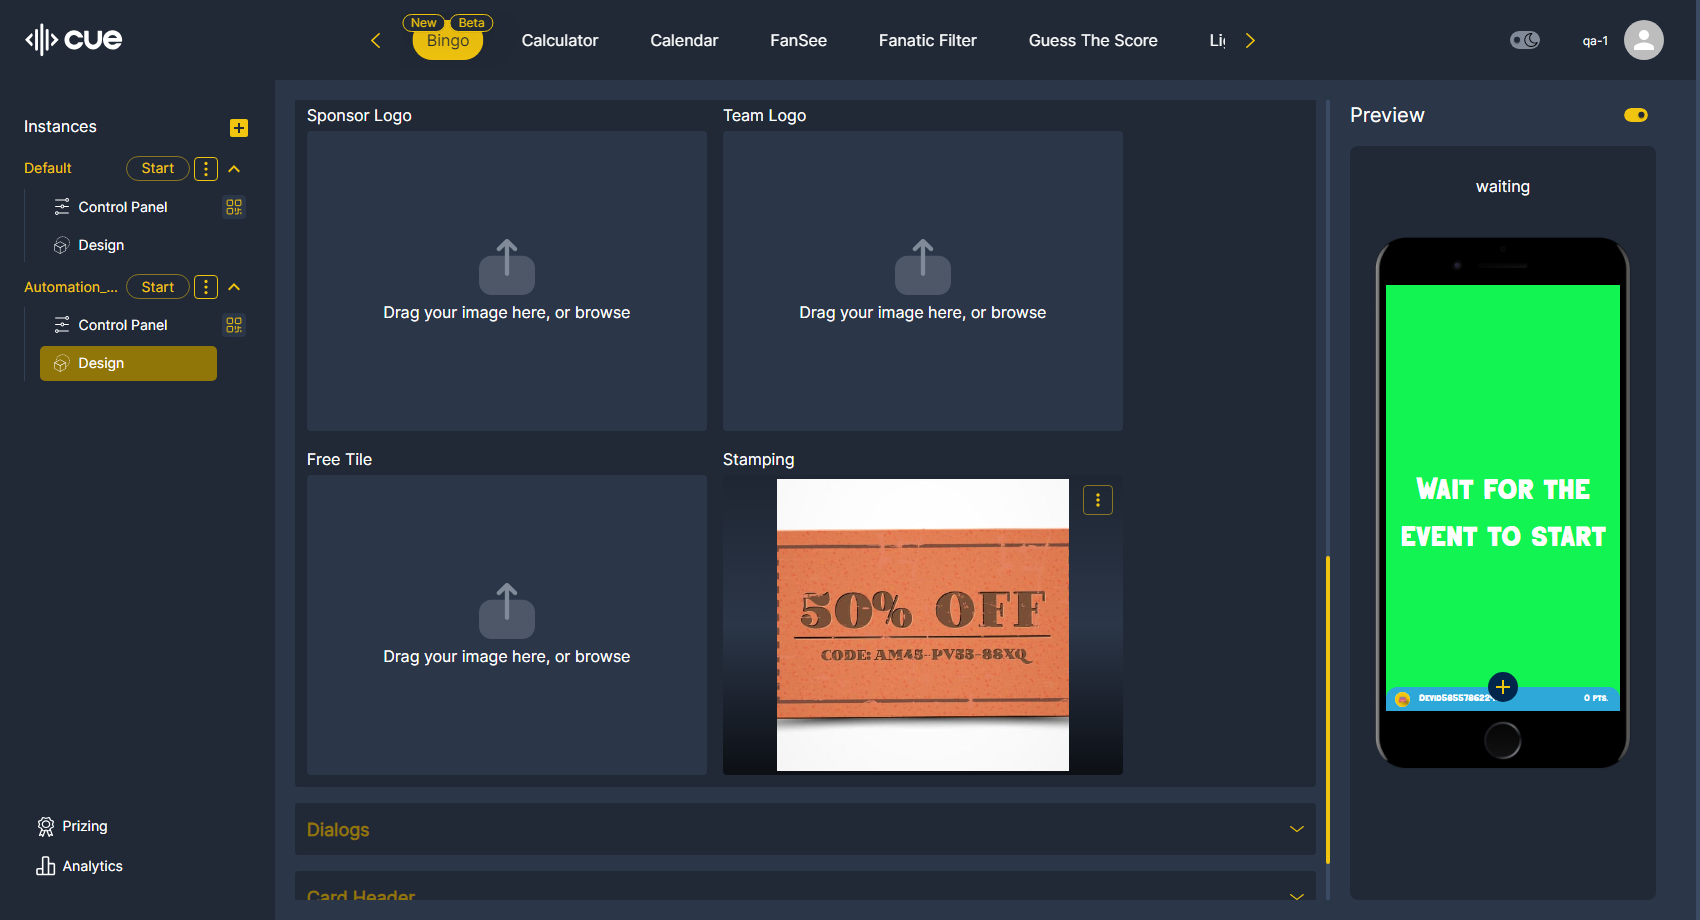 cue
New
Beta
Bingo
Calculator
Calendar
FanSee
Fanatic Filter
Guess The Score
qa-1
Instances
Default
Start
Control Panel
Design
Automation_...
Start
Control Panel
Design
Prizing
Analytics
Sponsor Logo
Drag your image here, or browse
Team Logo
Drag your image here, or browse
Free Tile
Drag your image here, or browse
Stamping
50% OFF
CODE: AM45-PV33-88XQ
Dialogs
Card Header
Preview
waiting
WAIT FOR THE
EVENT TO START
0 PTS.